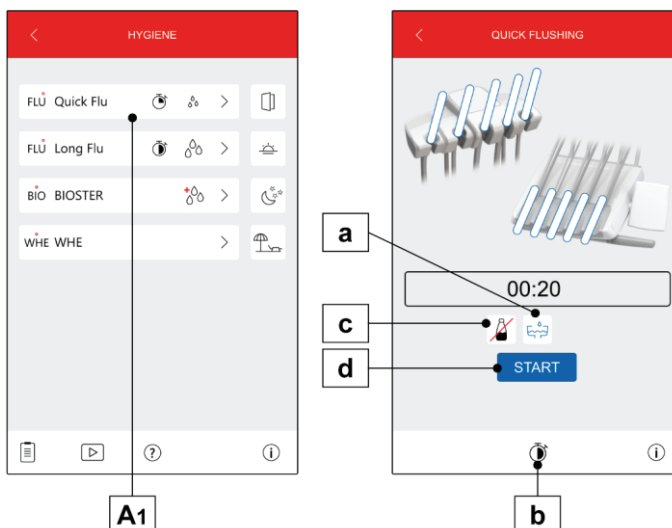 HYGIENE
FLU Quick Flu
FLU Long Flu
BIO BIOSTER
WHE WHE
?
i
A1
QUICK FLUSHING
a
00:20
c
d
START
i
b